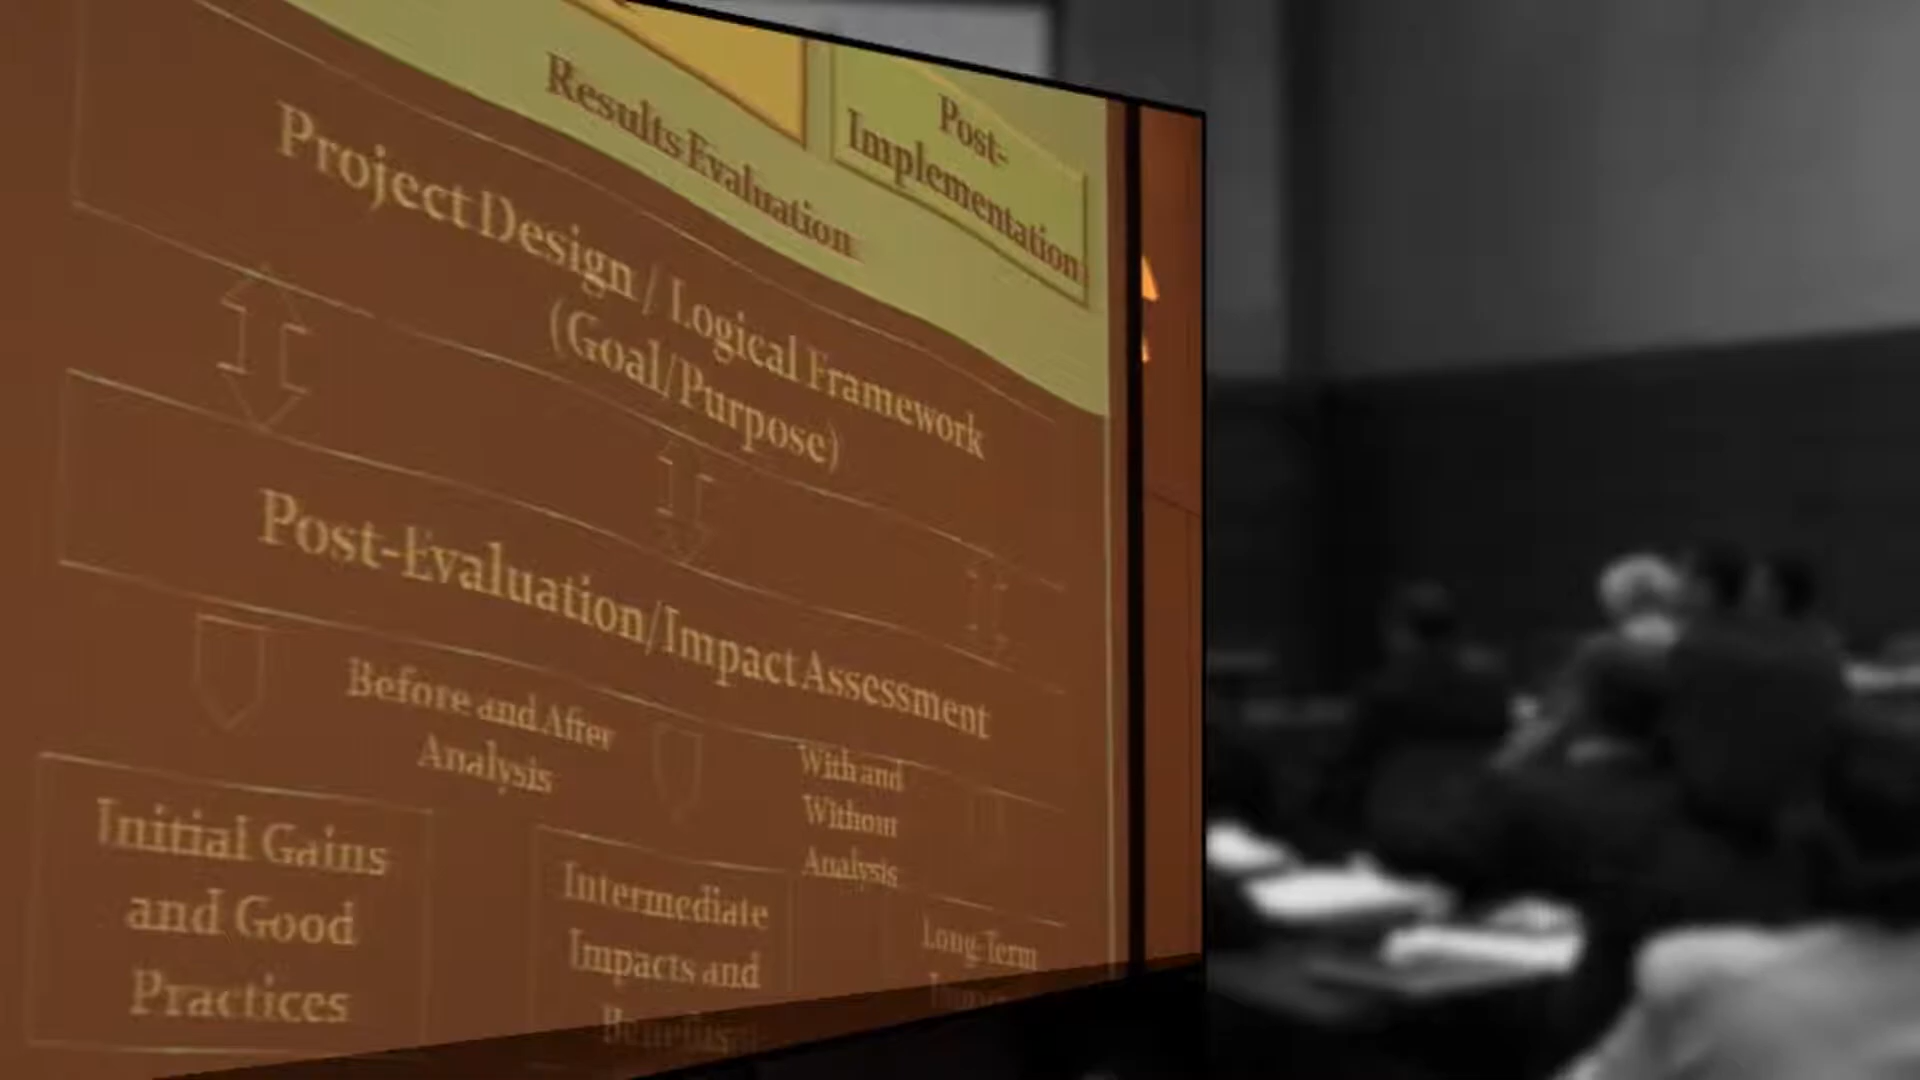 Results Evaluation
Post-
Implementation
Project Design / Logical Framework
(Goal/Purpose)
Post-Evaluation/Impact Assessment
Before and After
Analysis
With and
Without
Analysis
Initial Gains
and Good
Practices
Intermediate
Impacts and
Benefits
Long-Term